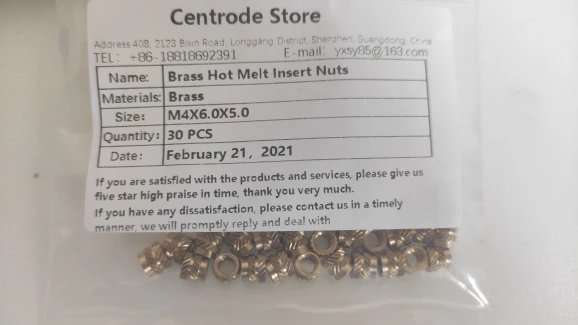 Centrode Store
Address 408, 2123 Bixin Road, Longgang District, Shenzhen, Guangdong, China
TEL: +86-18818692391 E-mail: yxsy85@163.com
Name: Brass Hot Melt Insert Nuts
Materials: Brass
Size: M4X6.0X5.0
Quantity: 30 PCS
Date: February 21, 2021
If you are satisfied with the products and services, please give us
five star high praise in time, thank you very much.
If you have any dissatisfaction, please contact us in a timely
manner, we will promptly reply and deal with